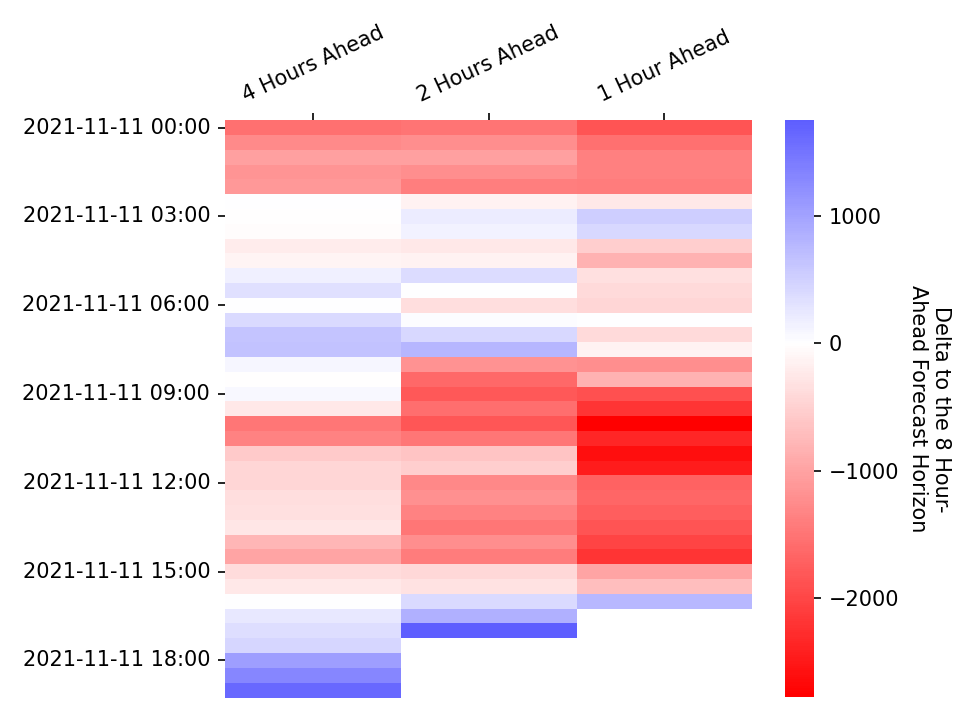 4 Hours Ahead
2 Hours Ahead
1 Hour Ahead
2021-11-11 00:00
2021-11-11 03:00
2021-11-11 06:00
2021-11-11 09:00
2021-11-11 12:00
2021-11-11 15:00
2021-11-11 18:00
1000
0
−1000
−2000
Delta to the 8 Hour-
Ahead Forecast Horizon